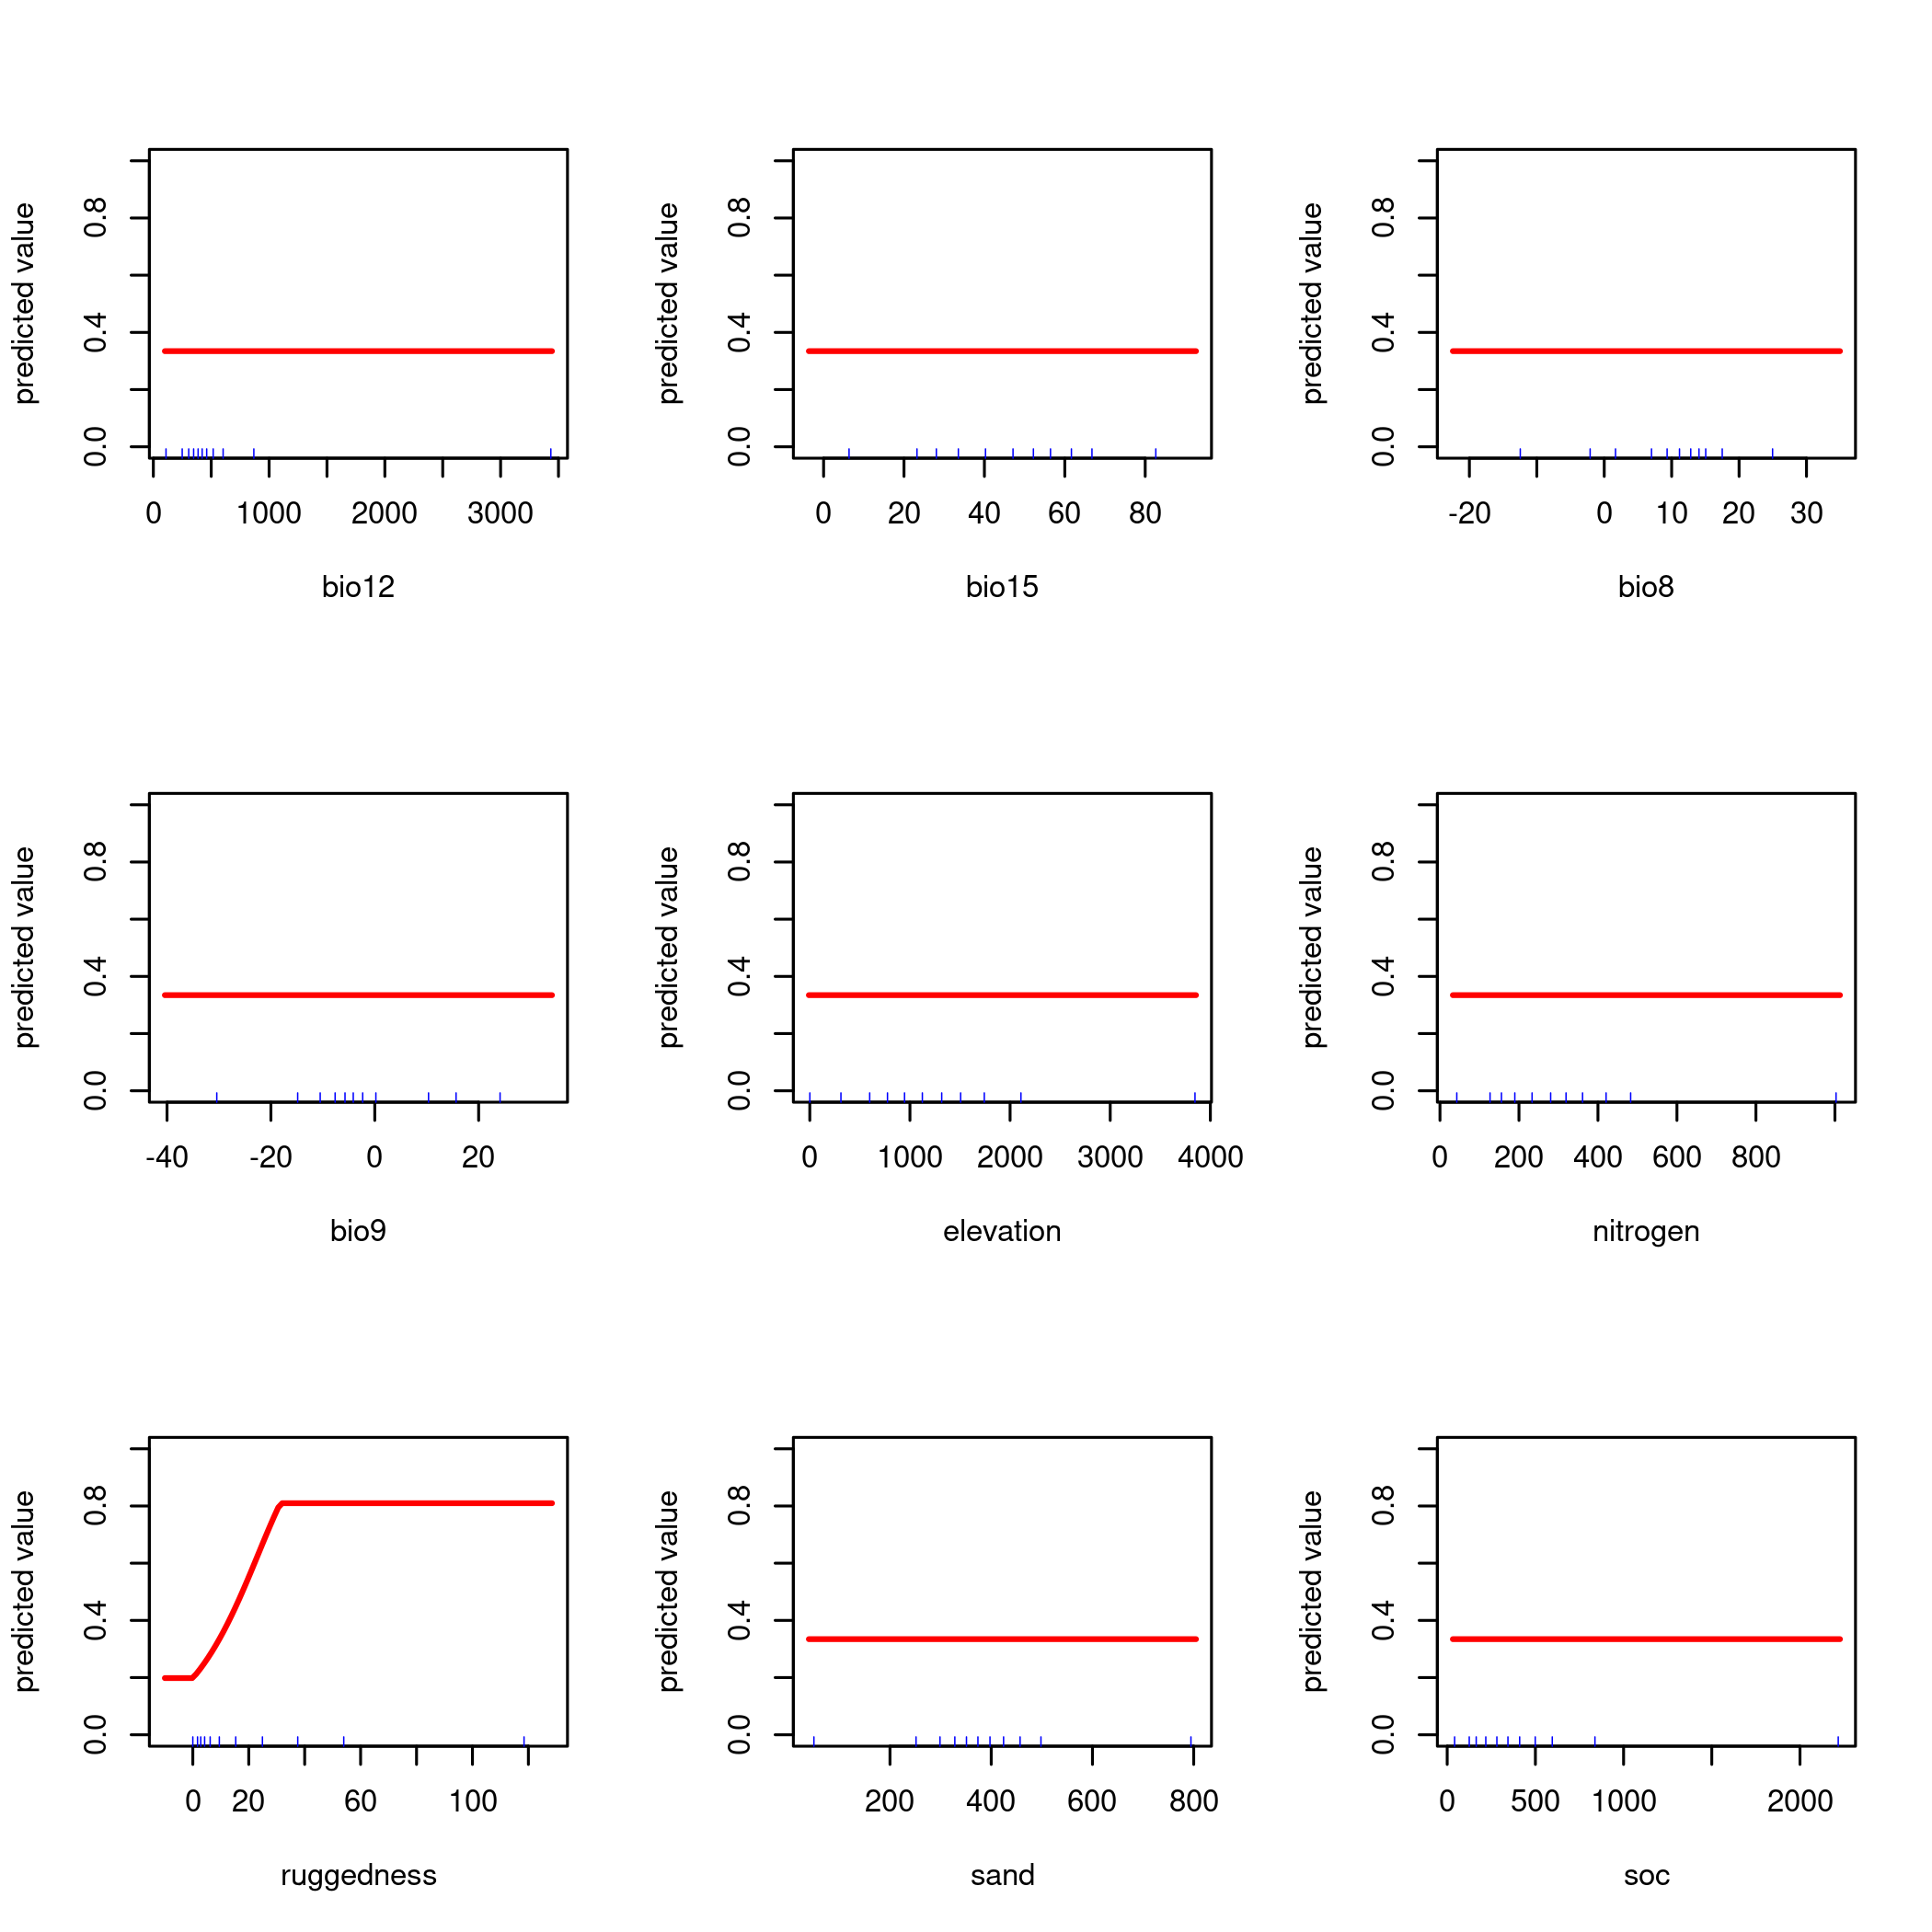 predicted value
0.0 0.4 0.8
0 1000 2000 3000
bio12
predicted value
0.0 0.4 0.8
0 20 40 60 80
bio15
predicted value
0.0 0.4 0.8
-20 0 10 20 30
bio8
predicted value
0.0 0.4 0.8
-40 -20 0 20
bio9
predicted value
0.0 0.4 0.8
0 1000 2000 3000 4000
elevation
predicted value
0.0 0.4 0.8
0 200 400 600 800
nitrogen
predicted value
0.0 0.4 0.8
0 20 60 100
ruggedness
predicted value
0.0 0.4 0.8
200 400 600 800
sand
predicted value
0.0 0.4 0.8
0 500 1000 2000
soc